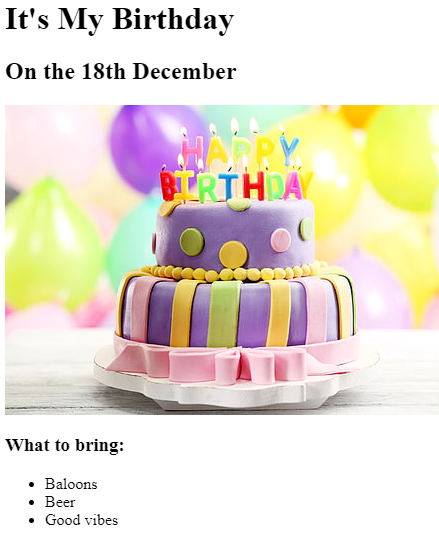 It's My Birthday
On the 18th December
HAPPY
BIRTHDAY
What to bring:
Baloons
Beer
Good vibes